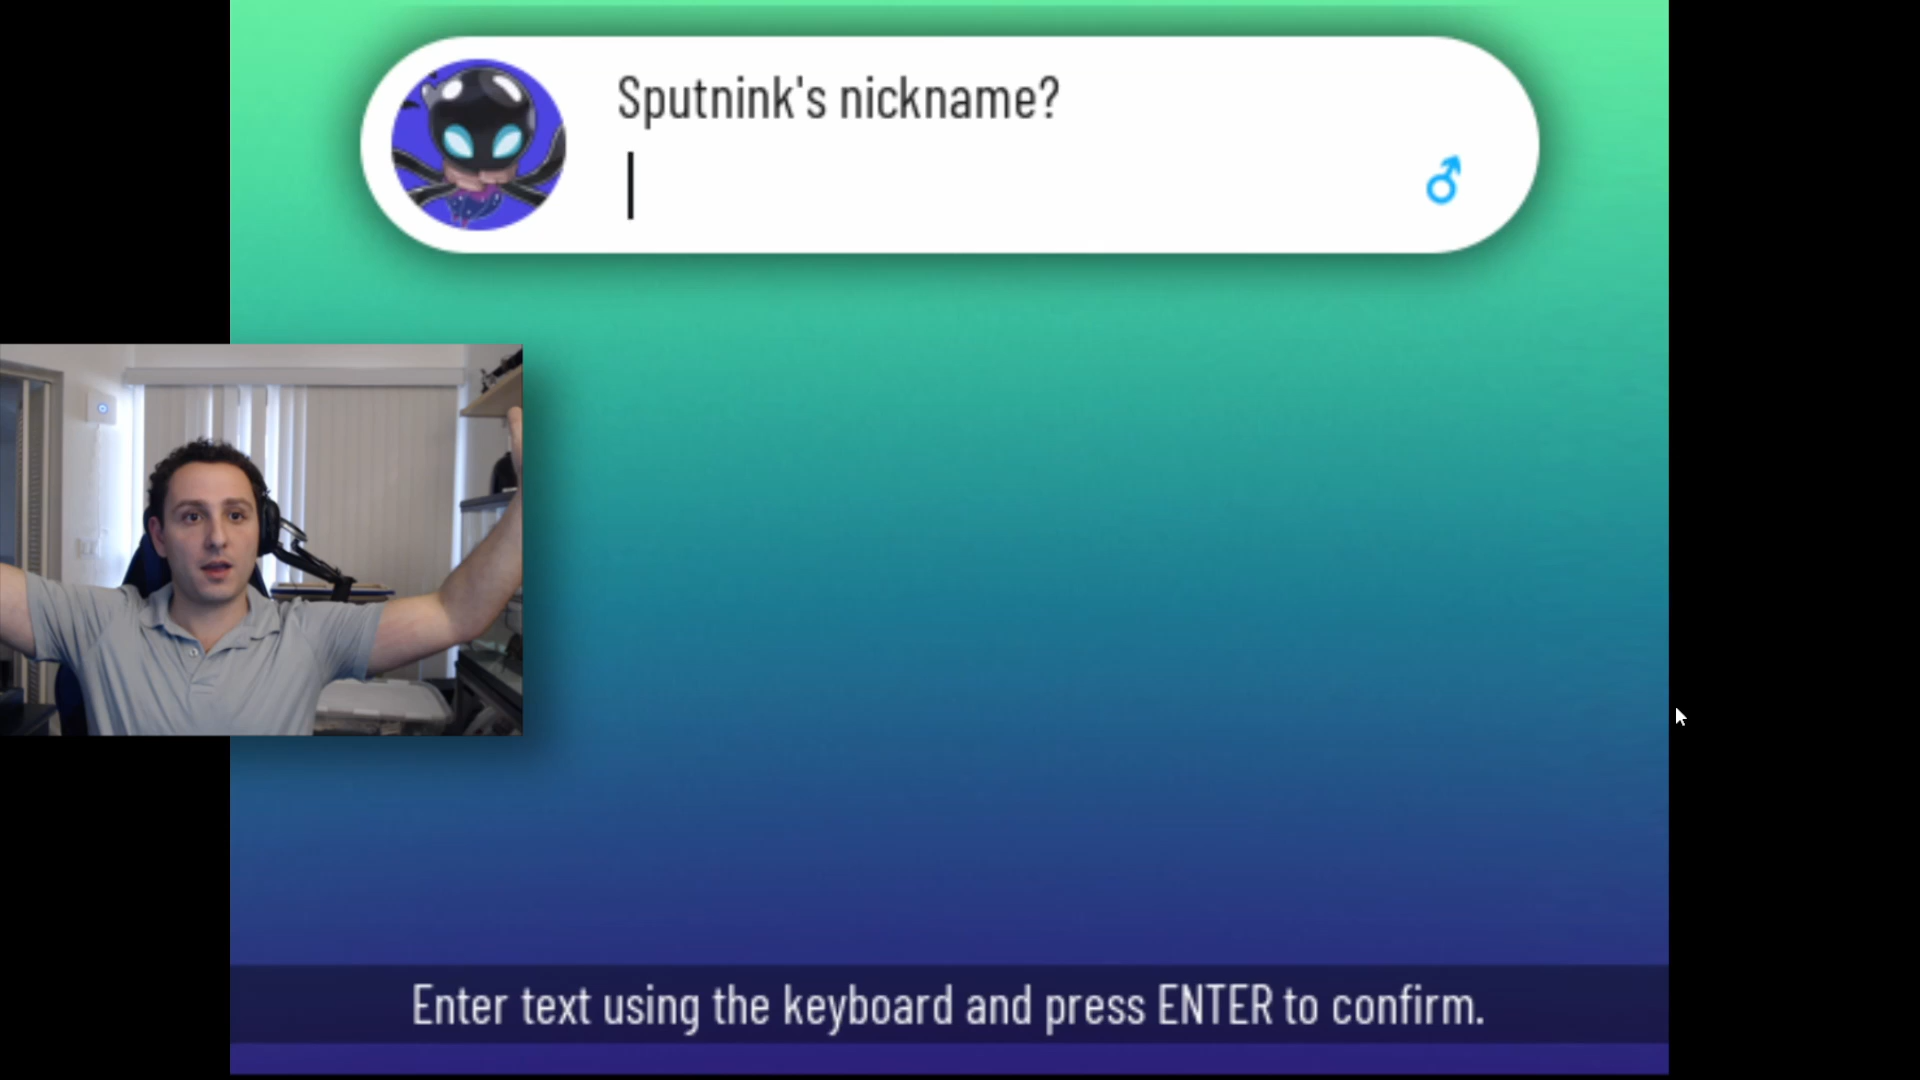 Sputnink's nickname?
Enter text using the keyboard and press ENTER to confirm.